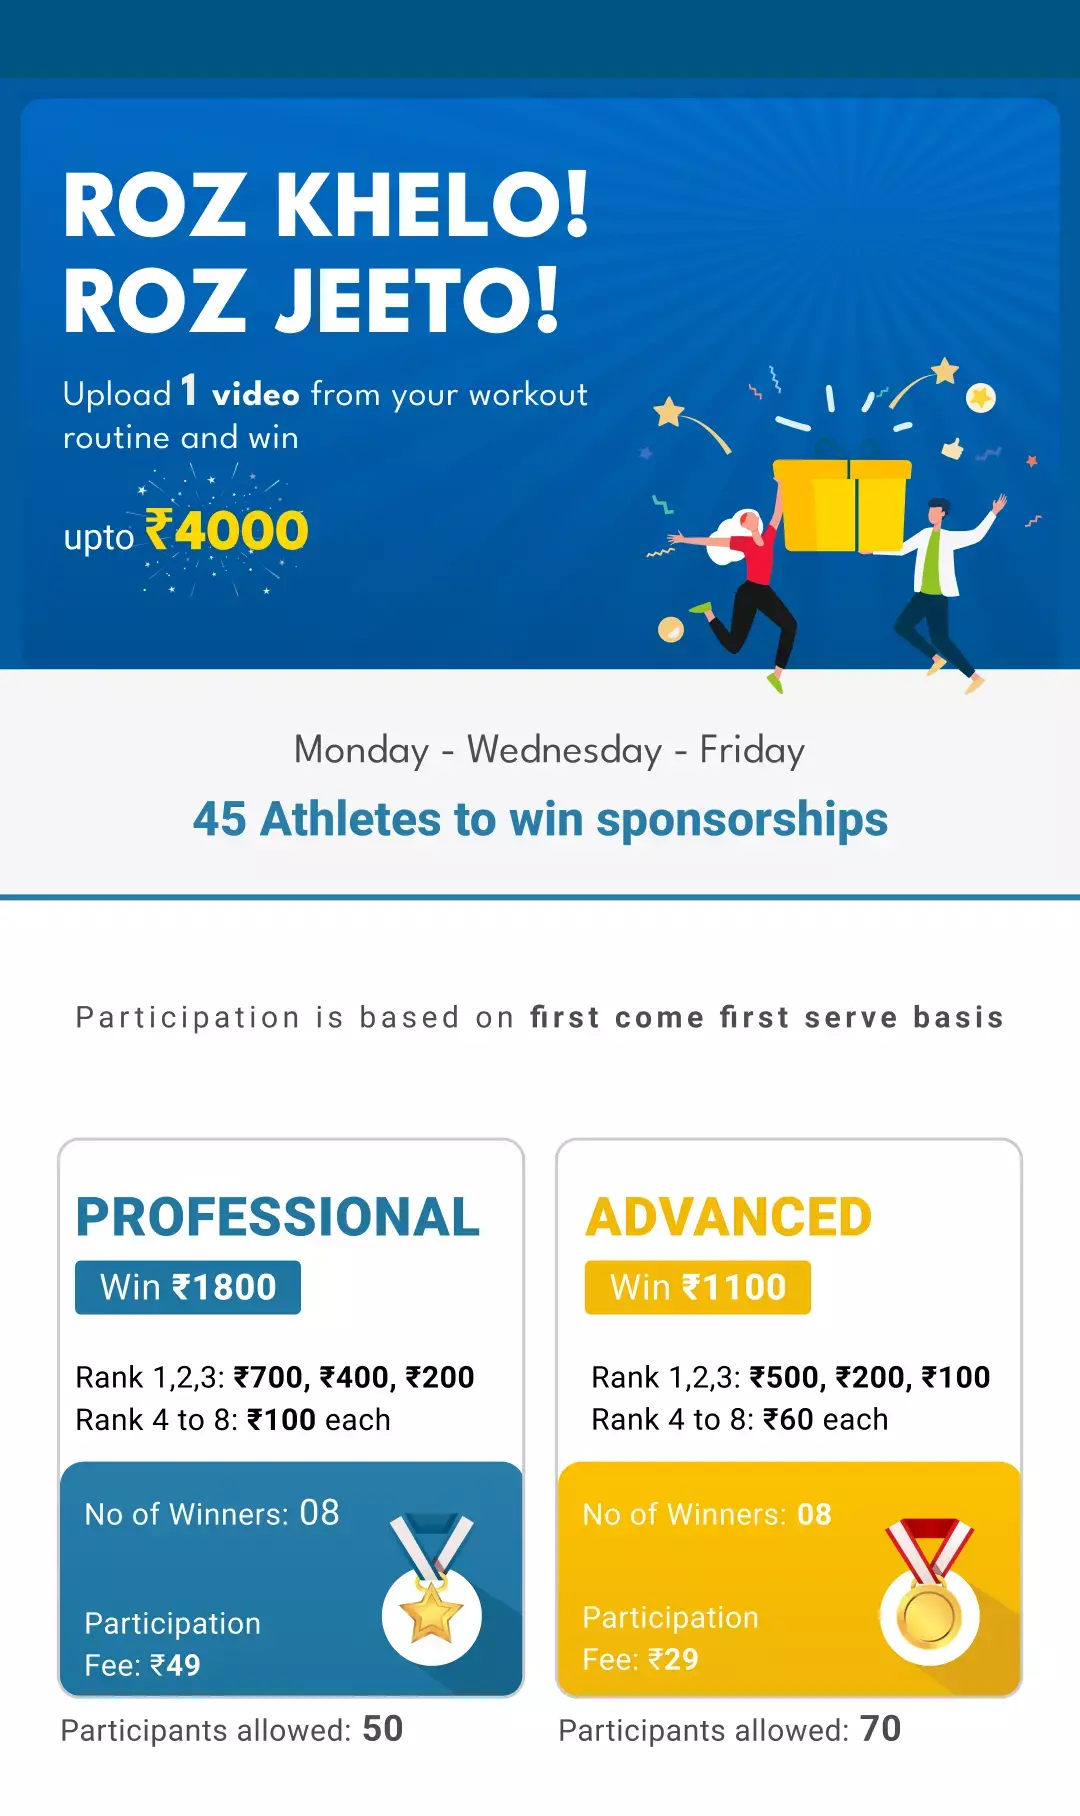 ROZ KHELO!
ROZ JEETO!
Upload 1 video from your workout
routine and win
upto ₹4000
Monday - Wednesday - Friday
45 Athletes to win sponsorships
Participation is based on first come first serve basis
PROFESSIONAL
Win ₹1800
Rank 1,2,3: ₹700, ₹400, ₹200
Rank 4 to 8: ₹100 each
No of Winners: 08
Participation
Fee: ₹49
Participants allowed: 50
ADVANCED
Win ₹1100
Rank 1,2,3: ₹500, ₹200, ₹100
Rank 4 to 8: ₹60 each
No of Winners: 08
Participation
Fee: ₹29
Participants allowed: 70